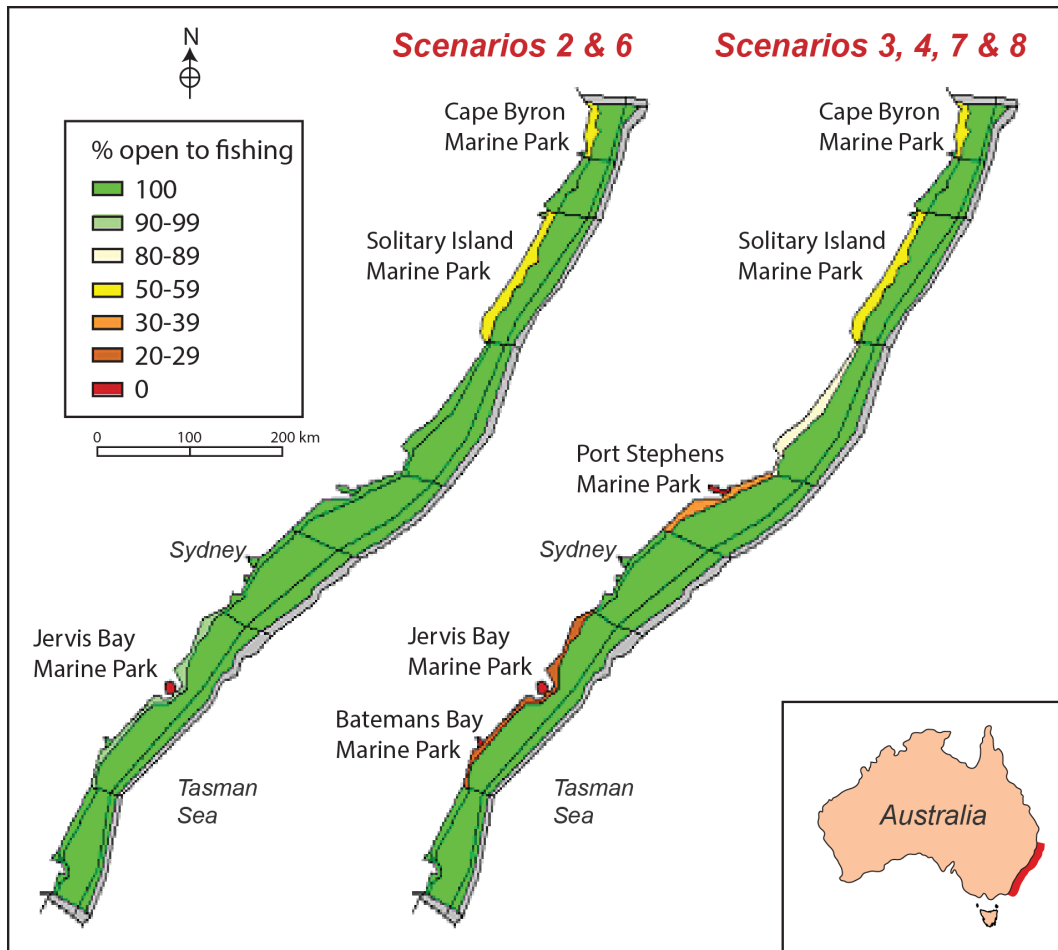 N
Scenarios 2 & 6
Scenarios 3, 4, 7 & 8
% open to fishing
100
90-99
80-89
50-59
30-39
20-29
0
0 100 200 km
Cape Byron
Marine Park
Solitary Island
Marine Park
Sydney
Jervis Bay
Marine Park
Tasman
Sea
Cape Byron
Marine Park
Solitary Island
Marine Park
Port Stephens
Marine Park
Sydney
Jervis Bay
Marine Park
Batemans Bay
Marine Park
Tasman
Sea
Australia